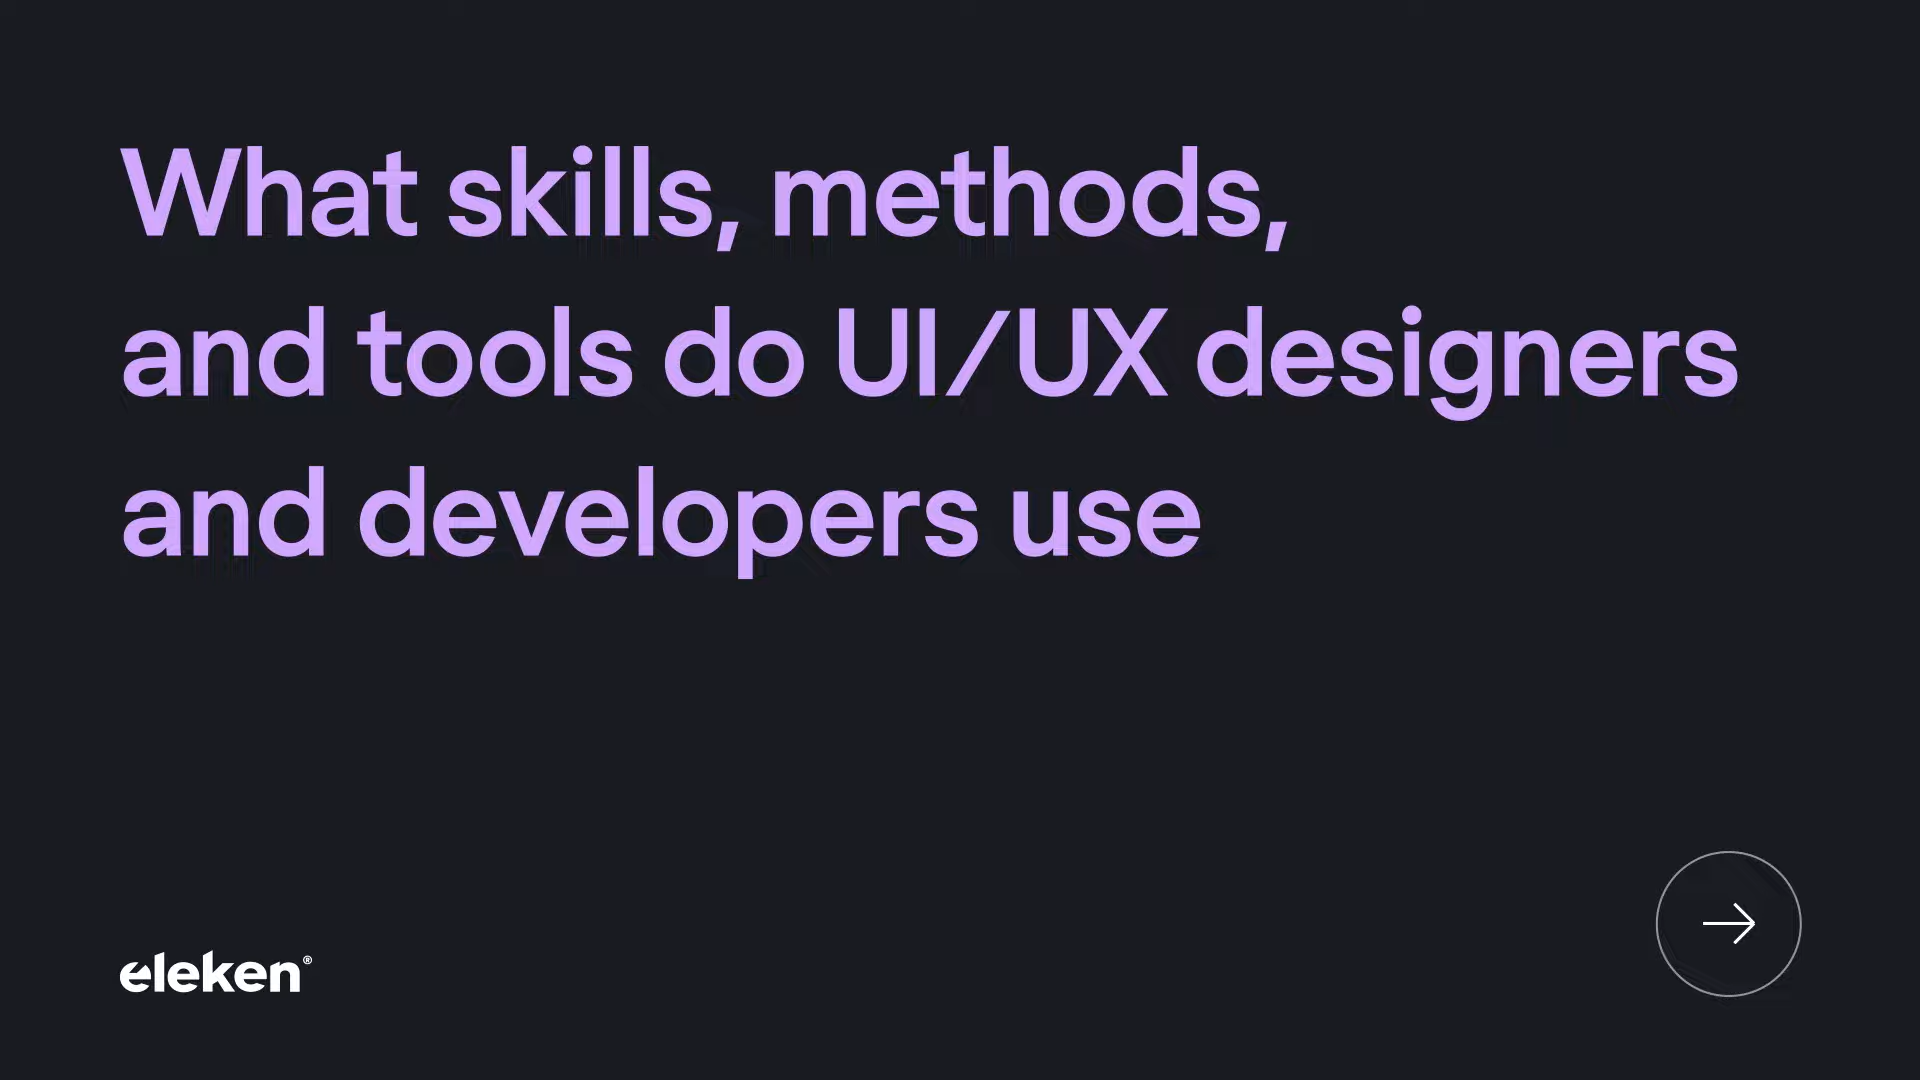 What skills, methods,
and tools do UI/UX designers
and developers use
eleken®